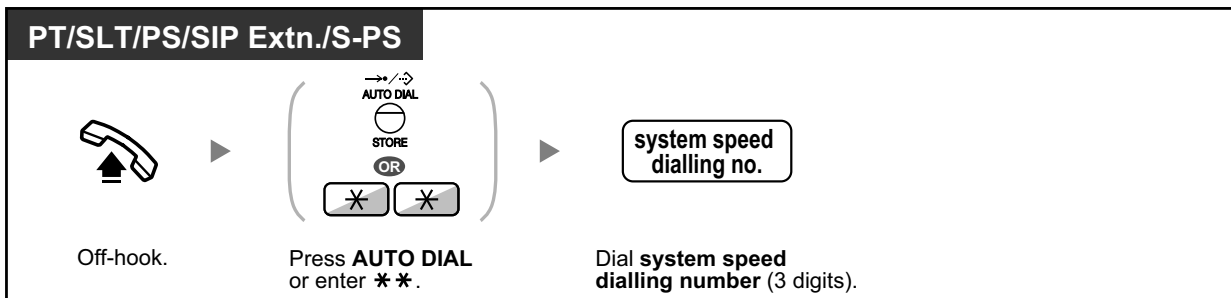 PT/SLT/PS/SIP Extn./S-PS
AUTO DIAL
STORE
OR
system speed
dialling no.
Off-hook.
Press AUTO DIAL
or enter ** .
Dial system speed
dialling number (3 digits).